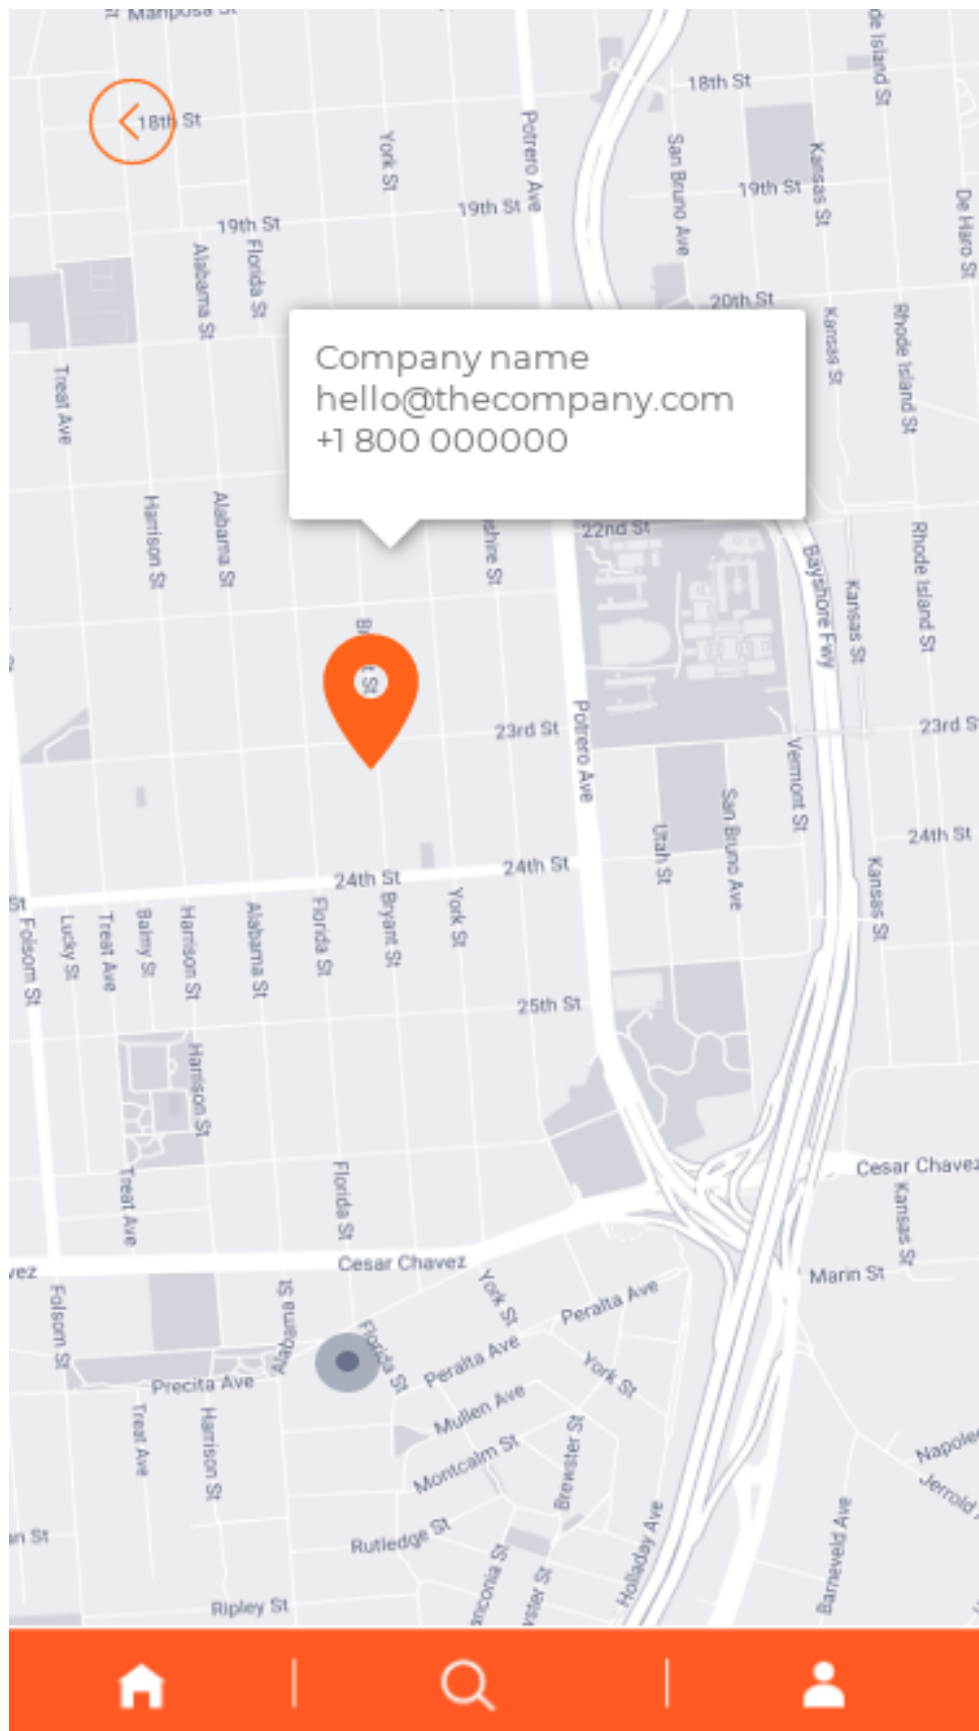 Mariposa St
18th St
18th St
York St
Potrero Ave
San Bruno Ave
Kansas St
De Haro St
19th St
19th St
19th St
Alabama St
Florida St
20th St
Kansas St
Rhode Island St
Treat Ave
Company name
hello@thecompany.com
+1 800 000000
Harrison St
Alabama St
22nd St
Bayshore Fwy
Kansas St
Rhode Island St
23rd St
23rd S
Potrero Ave
Vermont St
Utah St
San Bruno Ave
24th St
24th St
24th St
Kansas St
Folsom St
Lucky St
Treat Ave
Balmy St
Harrison St
Alabama St
Florida St
Bryant St
York St
25th St
Harrison St
Treat Ave
Florida St
Cesar Chavez
Kansas St
Cesar Chavez
Marin St
Folsom St
York St
Peralta Ave
Florida St
Peralta Ave
York St
Precita Ave
Treat Ave
Harrison St
Mullen Ave
Montcalm St
Brewster St
Rutledge St
Holladay Ave
Barneveld Ave
Jerrold
Ripley St